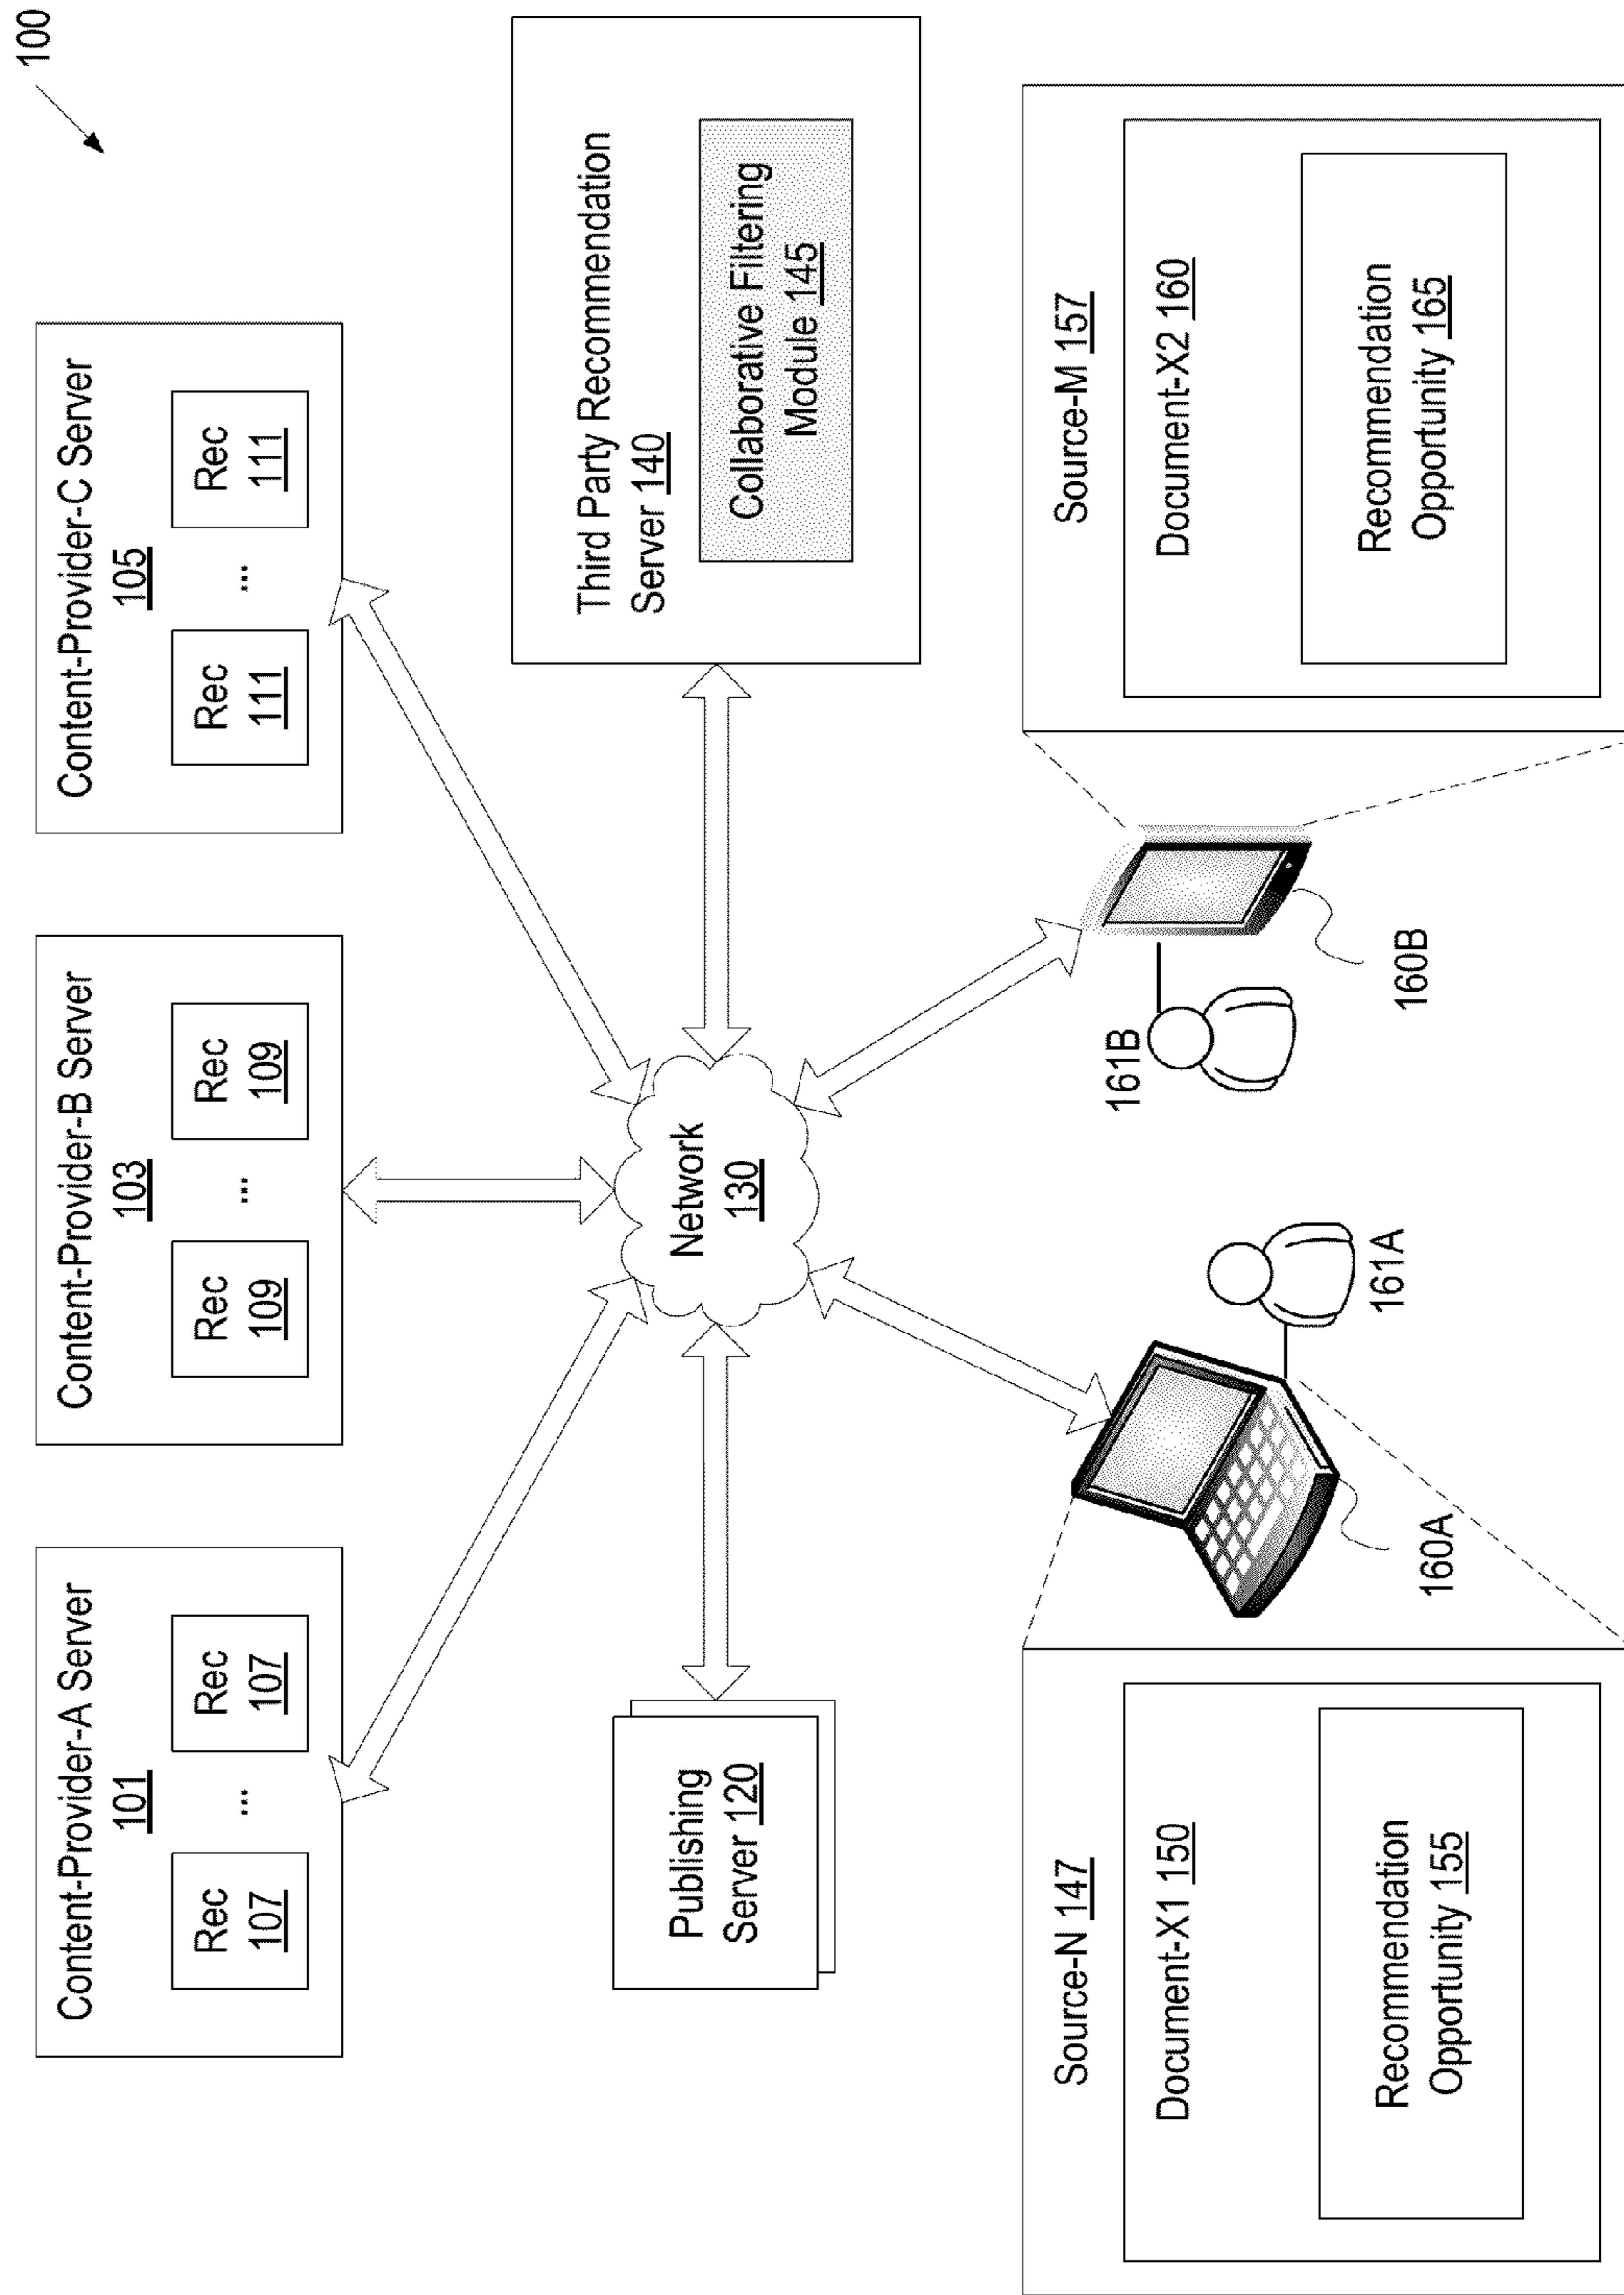 100
Content-Provider-A Server
101
Rec
107
...
Rec
107
Content-Provider-B Server
103
Rec
109
...
Rec
109
Content-Provider-C Server
105
Rec
111
...
Rec
111
Publishing
Server 120
Network
130
Third Party Recommendation
Server 140
Collaborative Filtering
Module 145
Source-N 147
Document-X1 150
Recommendation
Opportunity 155
160A
161A
161B
160B
Source-M 157
Document-X2 160
Recommendation
Opportunity 165